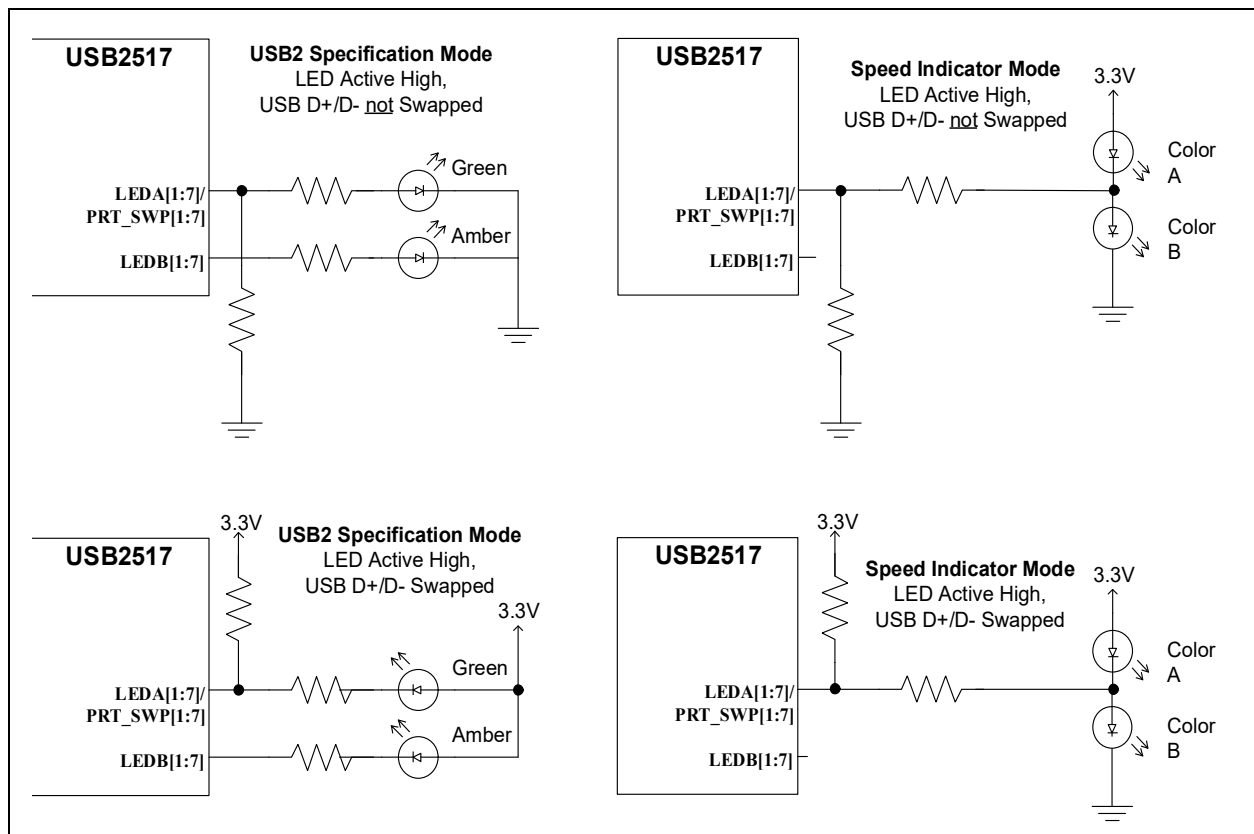 USB2517
USB2 Specification Mode
LED Active High,
USB D+/D- not Swapped
Green
LEDA[1:7]/
PRT_SWP[1:7]
Amber
LEDB[1:7]
USB2517
Speed Indicator Mode
LED Active High,
USB D+/D- not Swapped
3.3V
Color
A
LEDA[1:7]/
PRT_SWP[1:7]
Color
B
LEDB[1:7]
3.3V
USB2517
USB2 Specification Mode
LED Active High,
USB D+/D- Swapped
3.3V
Green
LEDA[1:7]/
PRT_SWP[1:7]
Amber
LEDB[1:7]
3.3V
USB2517
Speed Indicator Mode
LED Active High,
USB D+/D- Swapped
3.3V
Color
A
LEDA[1:7]/
PRT_SWP[1:7]
Color
B
LEDB[1:7]